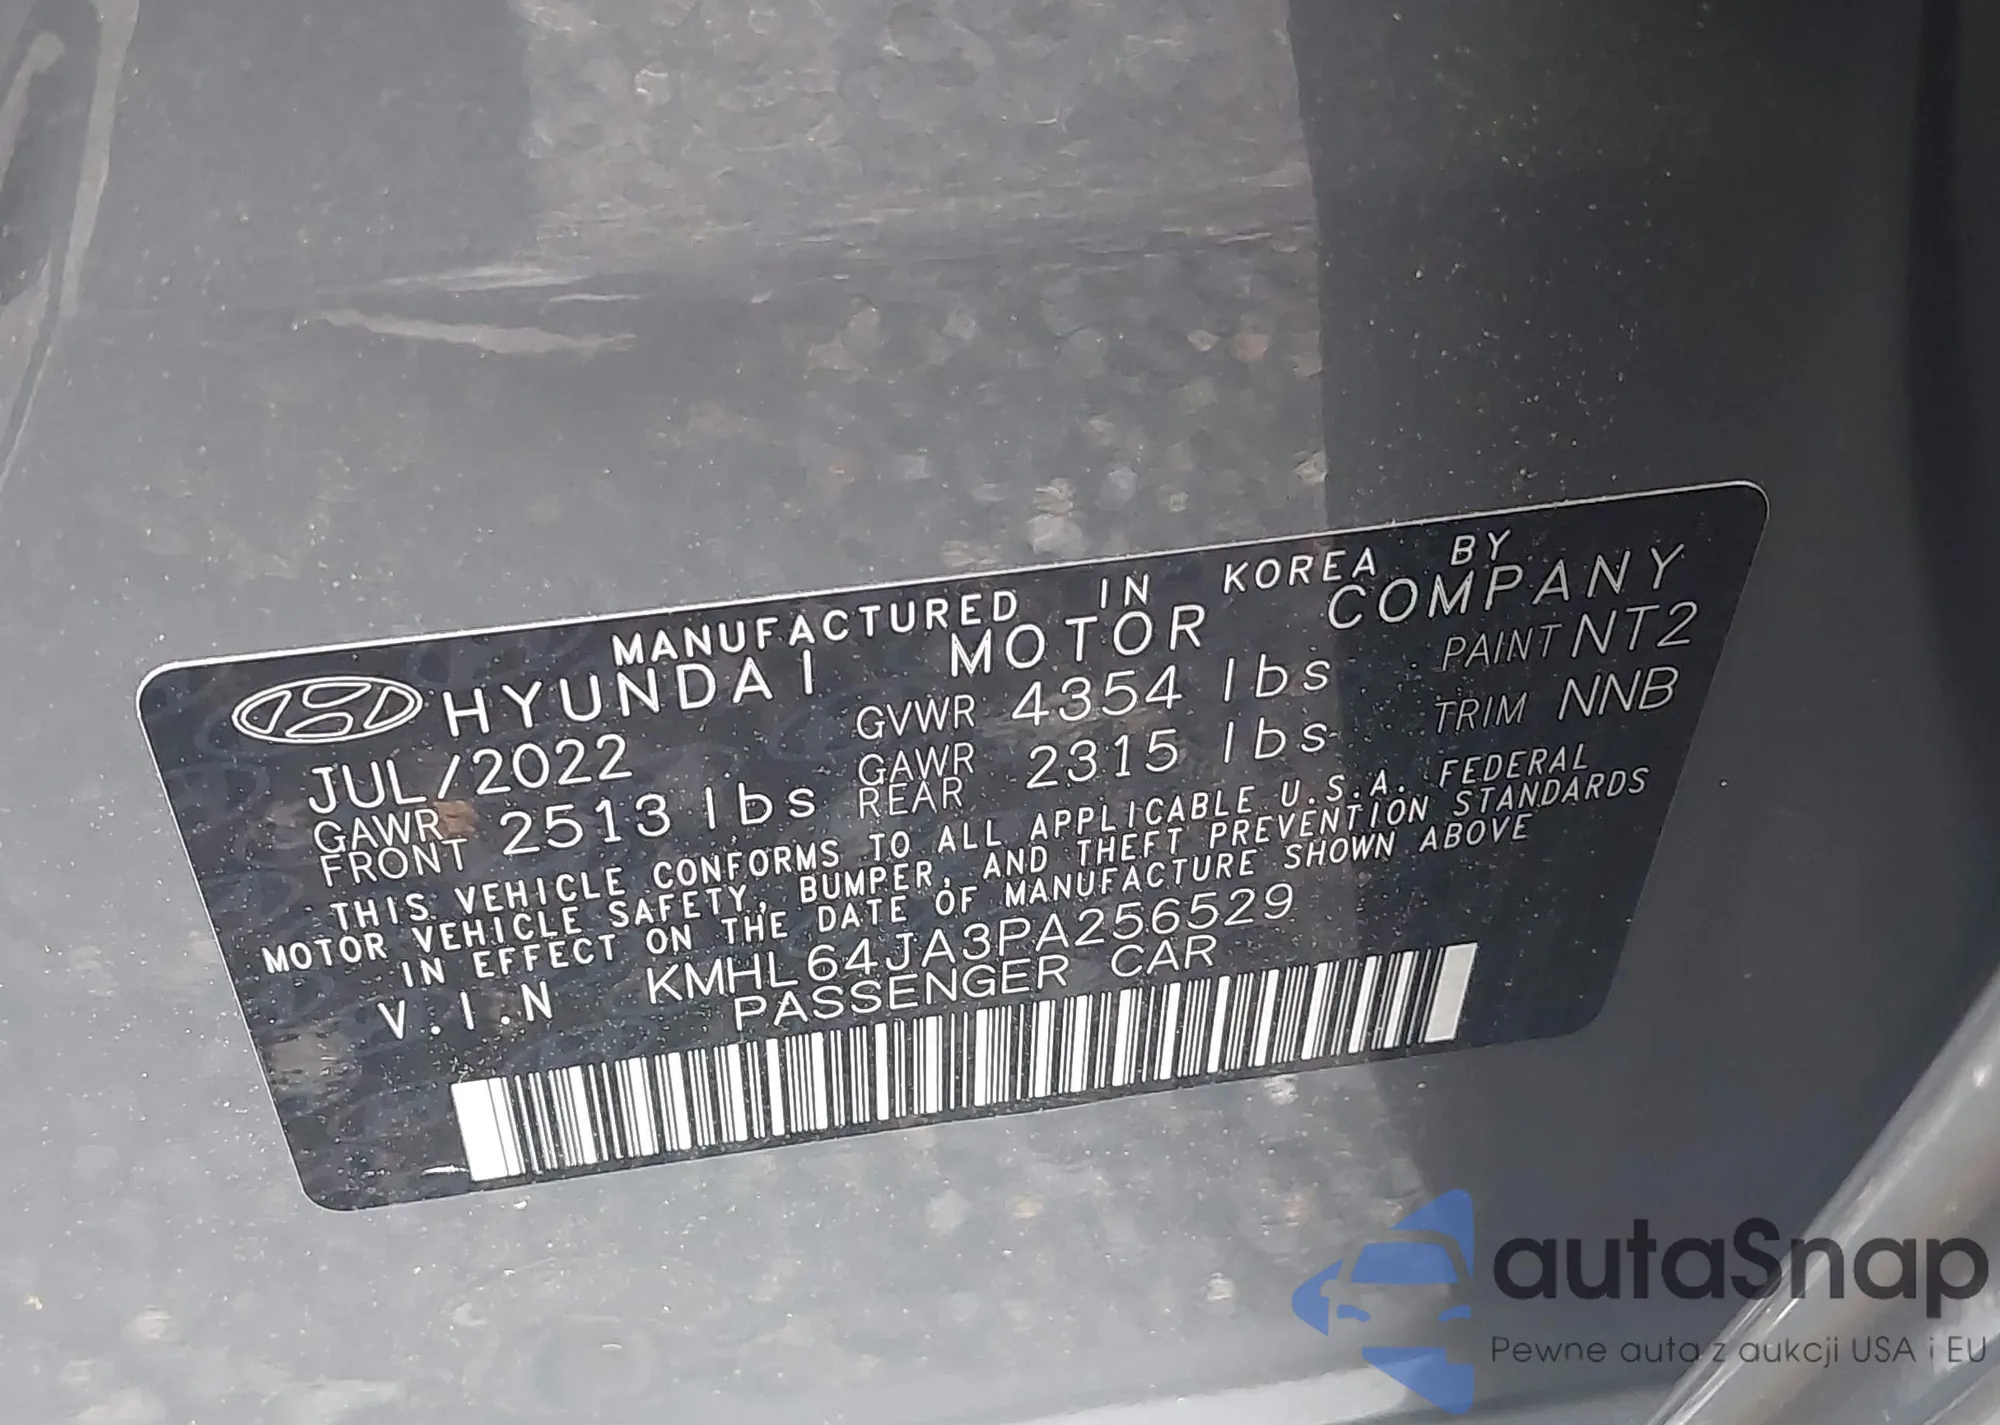 MANUFACTURED IN KOREA BY
HYUNDAI MOTOR COMPANY
JUL/2022 GVWR 4354 lbs PAINT NT2
GAWR FRONT 2513 lbs GAWR REAR 2315 lbs TRIM NNB
THIS VEHICLE CONFORMS TO ALL APPLICABLE U.S.A. FEDERAL
MOTOR VEHICLE SAFETY, BUMPER, AND THEFT PREVENTION STANDARDS
IN EFFECT ON THE DATE OF MANUFACTURE SHOWN ABOVE
V.I.N KMHL64JA3PA256529
PASSENGER CAR
autaSnap
Pewne auta z aukcji USA i EU